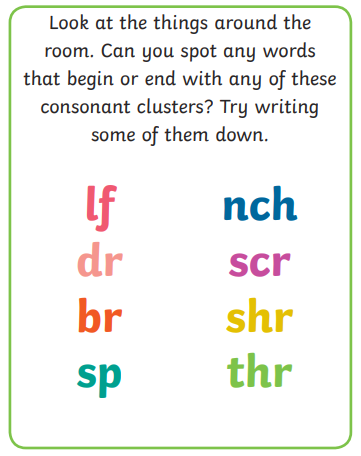 Look at the things around the
room. Can you spot any words
that begin or end with any of these
consonant clusters? Try writing
some of them down.
lf nch
dr scr
br shr
sp thr